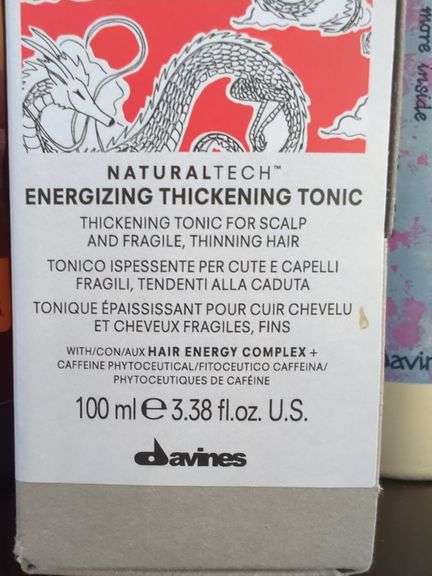 more inside
NATURALTECH™
ENERGIZING THICKENING TONIC
THICKENING TONIC FOR SCALP
AND FRAGILE, THINNING HAIR
TONICO ISPESSENTE PER CUTE E CAPELLI
FRAGILI, TENDENTI ALLA CADUTA
TONIQUE ÉPAISSISSANT POUR CUIR CHEVELU
ET CHEVEUX FRAGILES, FINS
WITH/CON/AUX HAIR ENERGY COMPLEX +
CAFFEINE PHYTOCEUTICAL/FITOCEUTICO CAFFEINA/
PHYTOCEUTIQUES DE CAFÉINE
100 ml ℮ 3.38 fl.oz. U.S.
davines